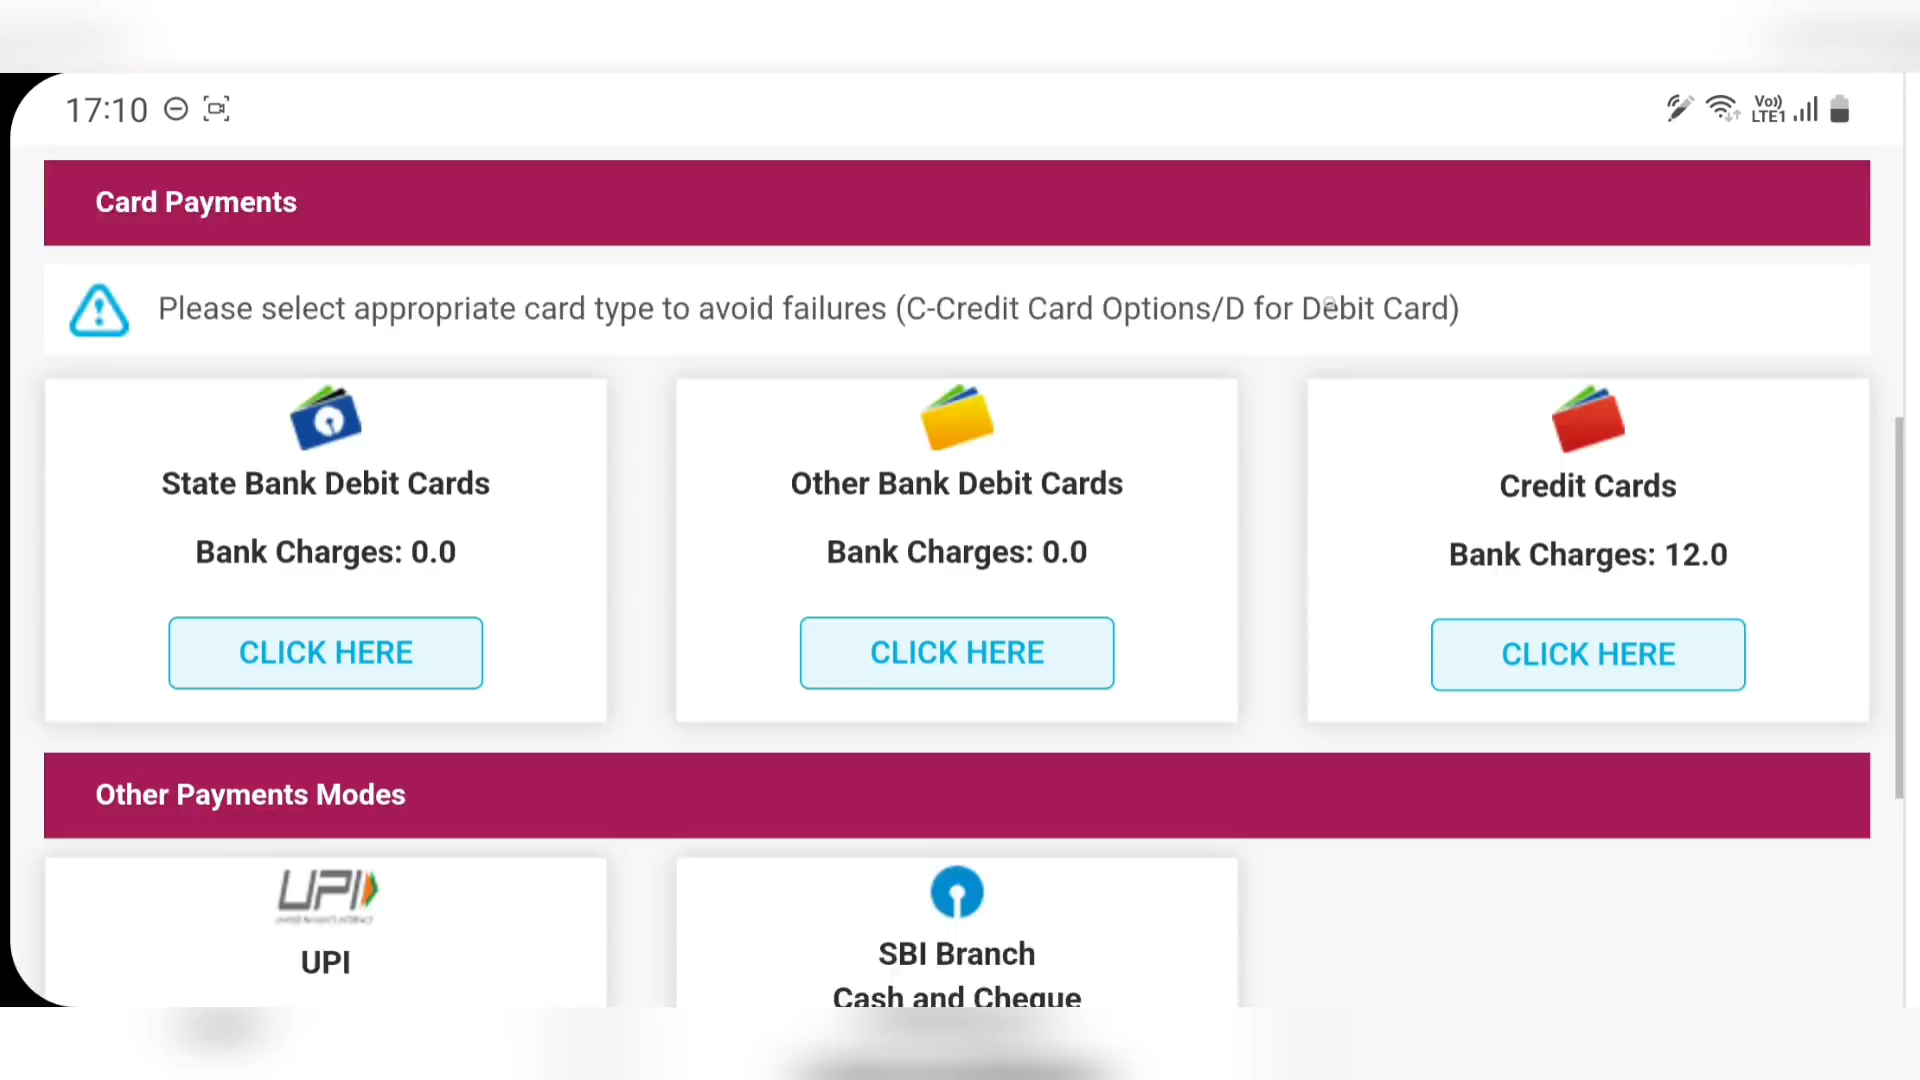 17:10
Vo)) LTE1
Card Payments
Please select appropriate card type to avoid failures (C-Credit Card Options/D for Debit Card)
State Bank Debit Cards
Bank Charges: 0.0
CLICK HERE
Other Bank Debit Cards
Bank Charges: 0.0
CLICK HERE
Credit Cards
Bank Charges: 12.0
CLICK HERE
Other Payments Modes
UPI
UPI
SBI Branch
Cash and Cheque